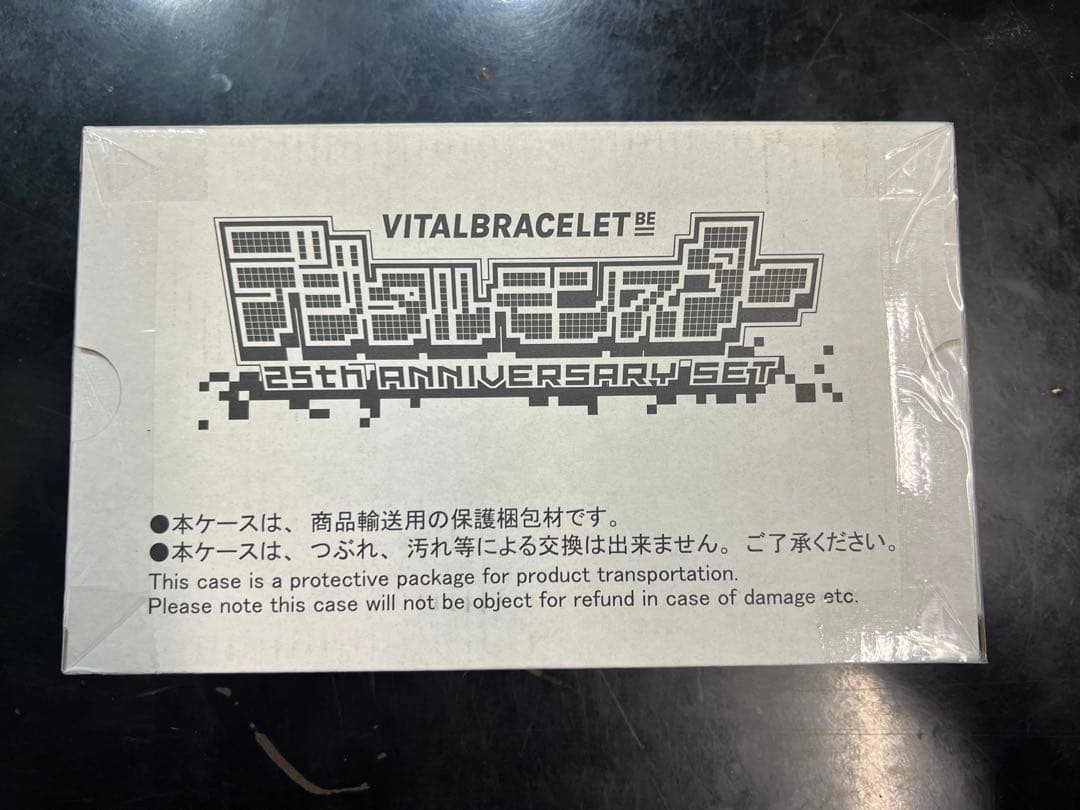 VITALBRACELET BE
デジタルモンスター
25th ANNIVERSARY SET
●本ケースは、商品輸送用の保護梱包材です。
●本ケースは、つぶれ、汚れ等による交換は出来ません。ご了承ください。
This case is a protective package for product transportation.
Please note this case will not be object for refund in case of damage etc.